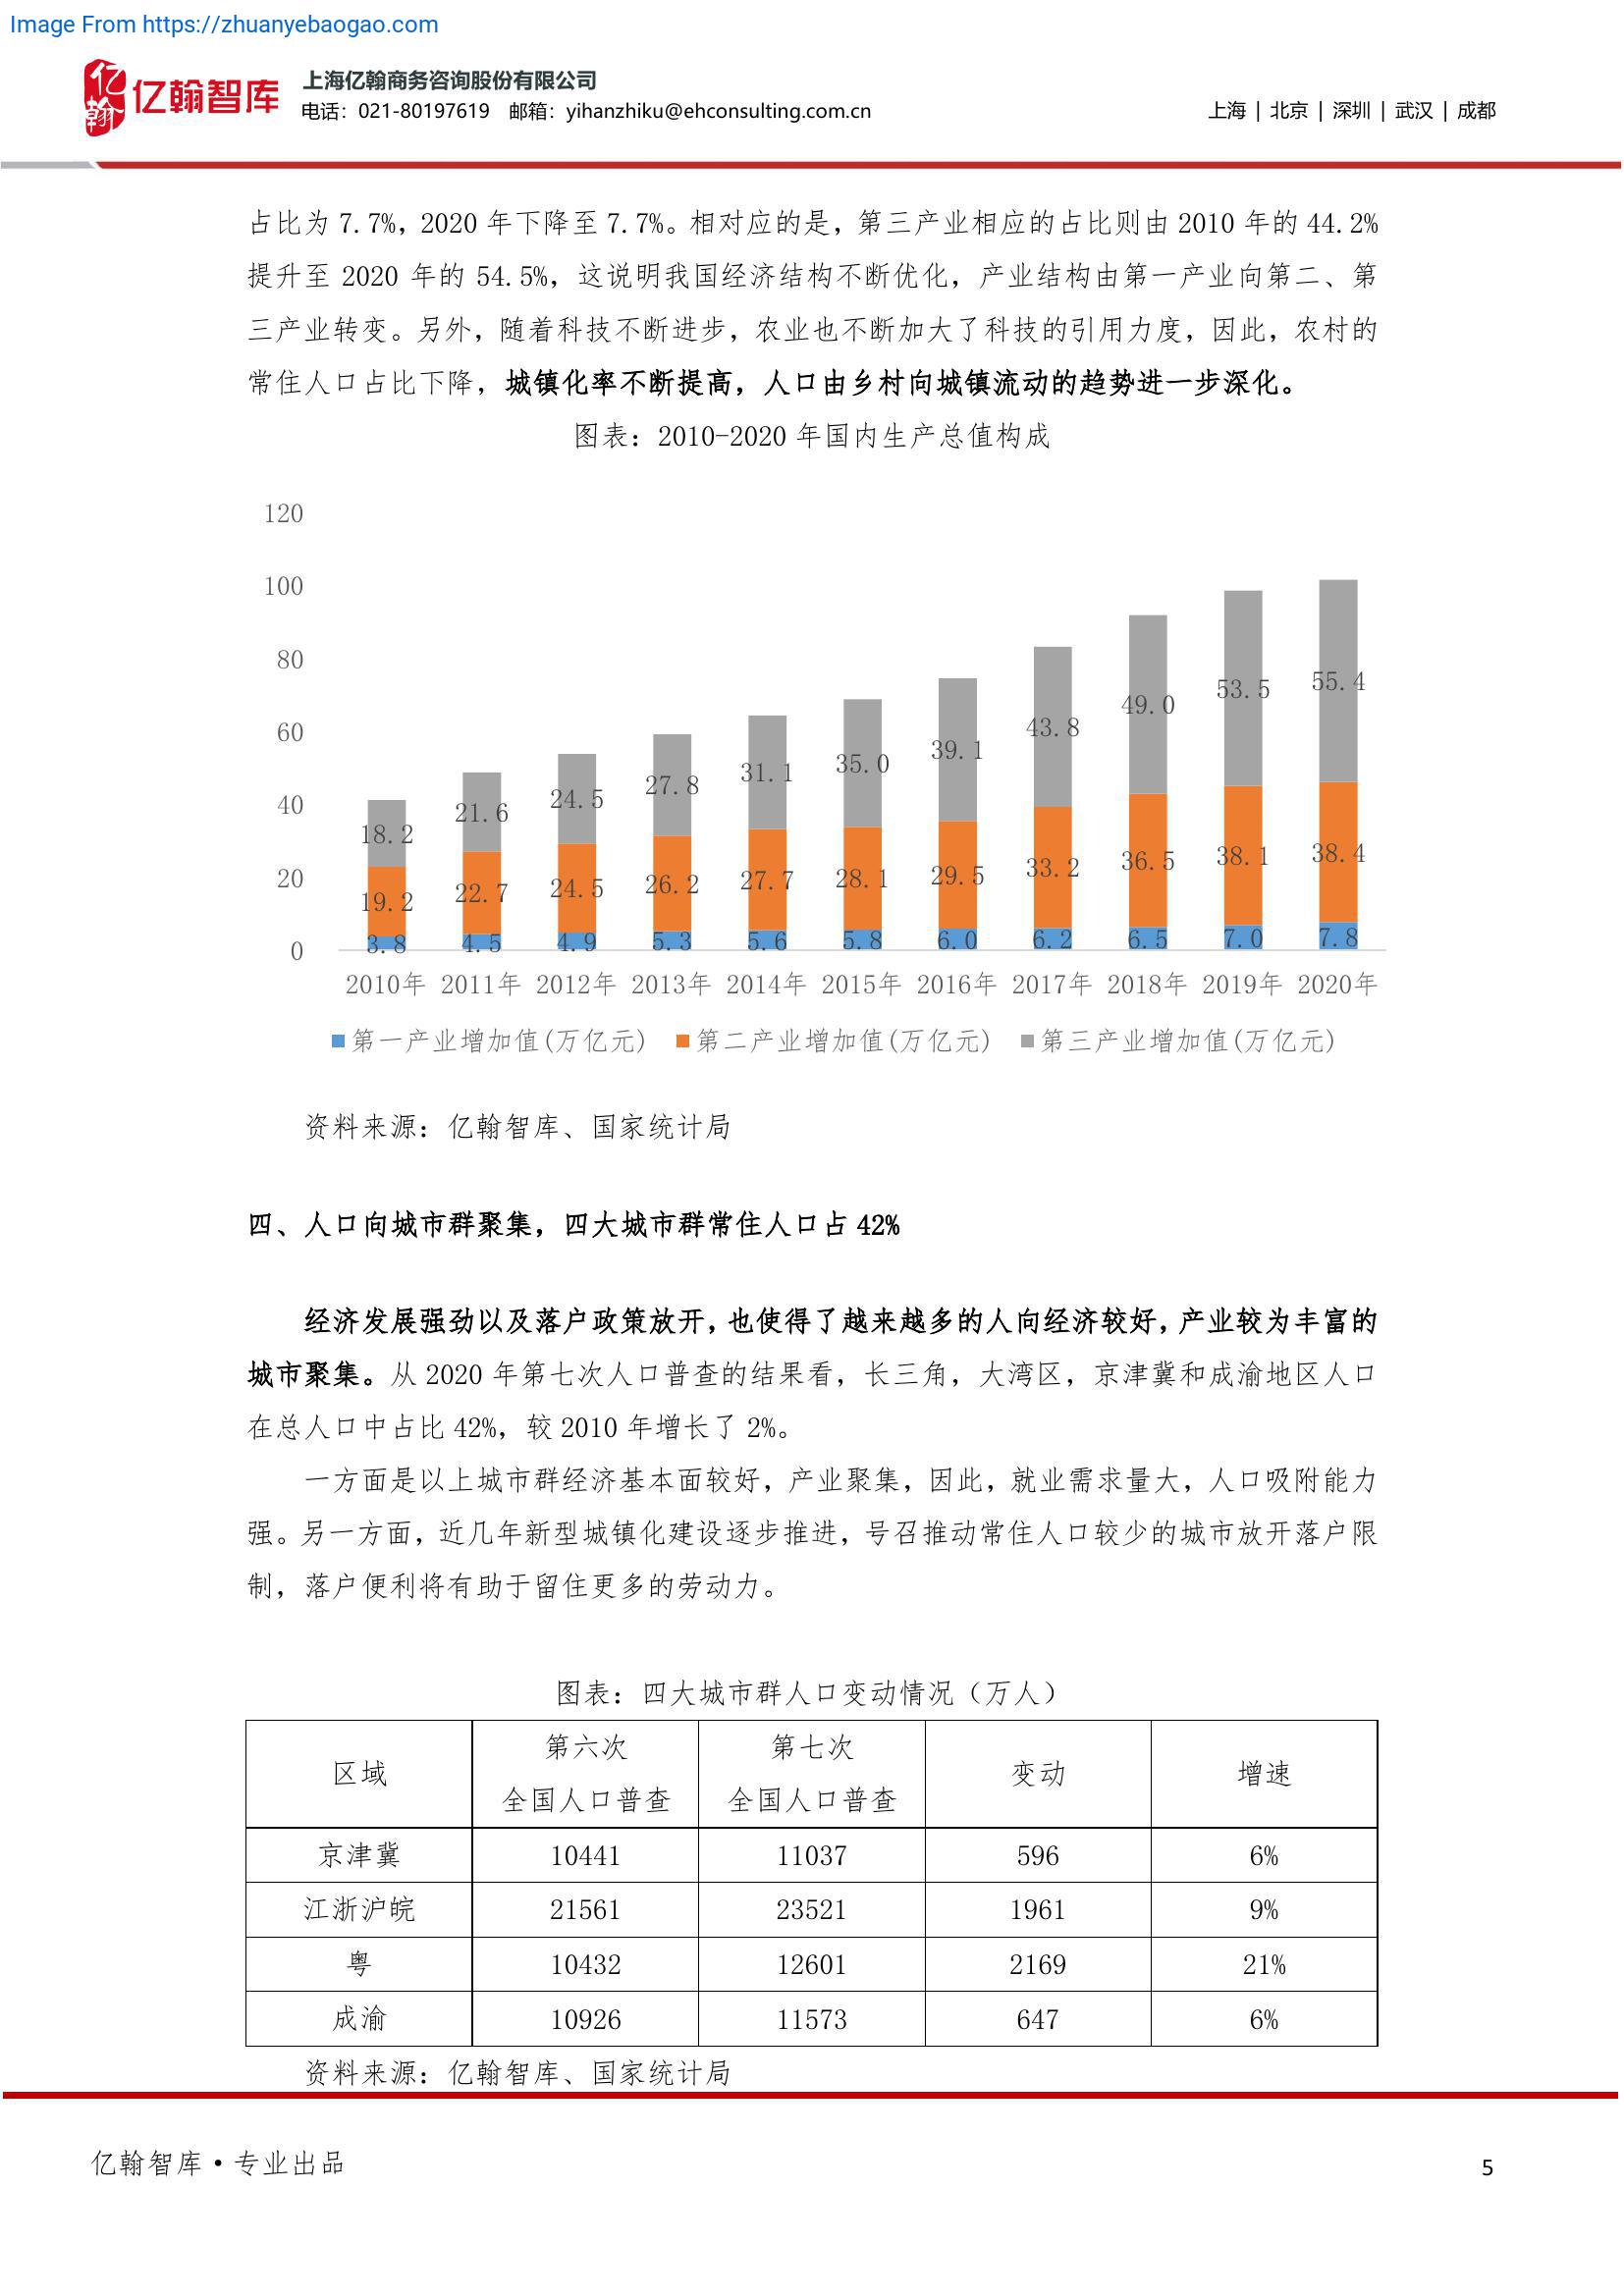 Image From https://zhuanyebaogao.com
亿翰
亿翰智库
上海亿翰商务咨询股份有限公司
电话：021-80197619 邮箱：yihanzhiku@ehconsulting.com.cn
上海 | 北京 | 深圳 | 武汉 | 成都
占比为 7.7%，2020 年下降至 7.7%。相对应的是，第三产业相应的占比则由 2010 年的 44.2%
提升至 2020 年的 54.5%，这说明我国经济结构不断优化，产业结构由第一产业向第二、第
三产业转变。另外，随着科技不断进步，农业也不断加大了科技的引用力度，因此，农村的
常住人口占比下降，城镇化率不断提高，人口由乡村向城镇流动的趋势进一步深化。
图表：2010-2020 年国内生产总值构成
120
100
80
60
40
20
0
18.2 21.6 24.5 27.8 31.1 35.0 39.1 43.8 49.0 53.5 55.4
19.2 22.7 24.5 26.2 27.7 28.1 29.5 33.2 36.5 38.1 38.4
3.8 4.5 4.9 5.3 5.6 5.8 6.0 6.2 6.5 7.0 7.8
2010年 2011年 2012年 2013年 2014年 2015年 2016年 2017年 2018年 2019年 2020年
第一产业增加值(万亿元) 第二产业增加值(万亿元) 第三产业增加值(万亿元)
资料来源：亿翰智库、国家统计局
四、人口向城市群聚集，四大城市群常住人口占 42%
经济发展强劲以及落户政策放开，也使得了越来越多的人向经济较好，产业较为丰富的
城市聚集。从 2020 年第七次人口普查的结果看，长三角，大湾区，京津冀和成渝地区人口
在总人口中占比 42%，较 2010 年增长了 2%。
一方面是以上城市群经济基本面较好，产业聚集，因此，就业需求量大，人口吸附能力
强。另一方面，近几年新型城镇化建设逐步推进，号召推动常住人口较少的城市放开落户限
制，落户便利将有助于留住更多的劳动力。
图表：四大城市群人口变动情况（万人）
区域 第六次全国人口普查 第七次全国人口普查 变动 增速
京津冀 10441 11037 596 6%
江浙沪皖 21561 23521 1961 9%
粤 10432 12601 2169 21%
成渝 10926 11573 647 6%
资料来源：亿翰智库、国家统计局
亿翰智库·专业出品
5